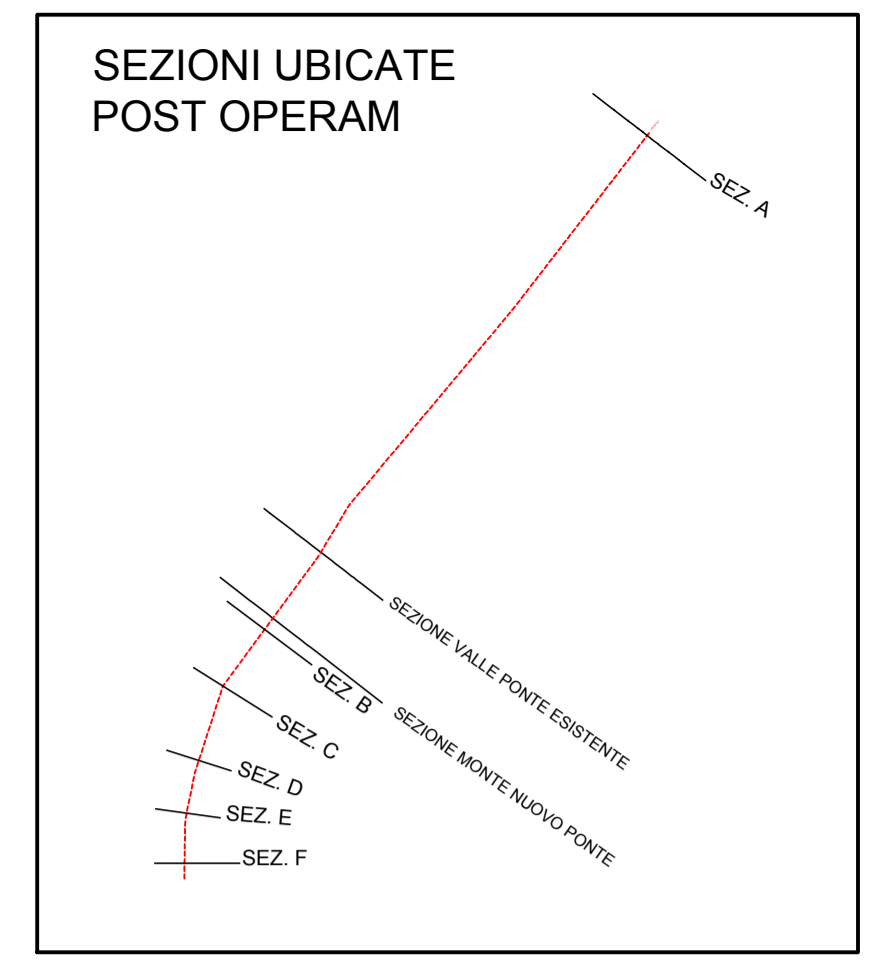 SEZIONI UBICATE
POST OPERAM
SEZ. A
SEZIONE VALLE PONTE ESISTENTE
SEZ. B
SEZIONE MONTE NUOVO PONTE
SEZ. C
SEZ. D
SEZ. E
SEZ. F